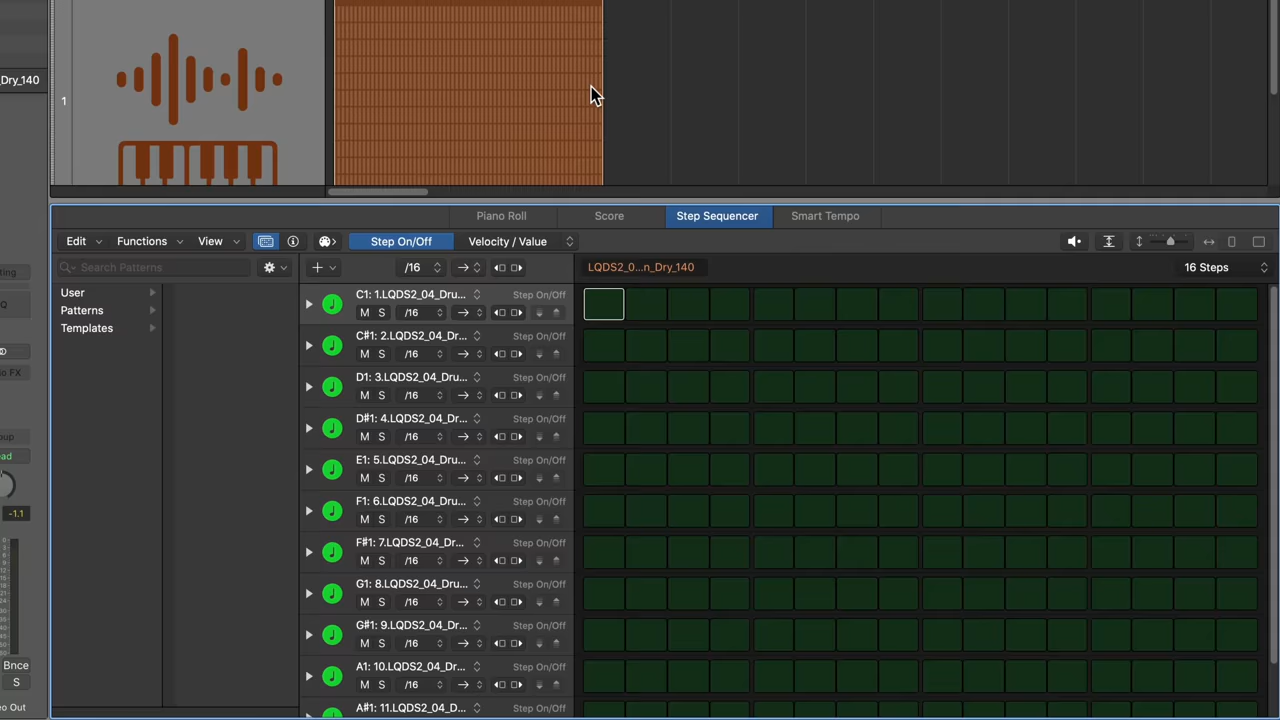 _Dry_140
1
Piano Roll
Score
Step Sequencer
Smart Tempo
Edit
Functions
View
Step On/Off
Velocity / Value
Search Patterns
/16
LQDS2_0...n_Dry_140
16 Steps
User
Patterns
Templates
C1: 1.LQDS2_04_Dru...
Step On/Off
M S /16
C#1: 2.LQDS2_04_Dr...
Step On/Off
M S /16
D1: 3.LQDS2_04_Dru...
Step On/Off
M S /16
D#1: 4.LQDS2_04_Dr...
Step On/Off
M S /16
E1: 5.LQDS2_04_Dru...
Step On/Off
M S /16
F1: 6.LQDS2_04_Dru...
Step On/Off
M S /16
F#1: 7.LQDS2_04_Dru...
Step On/Off
M S /16
G1: 8.LQDS2_04_Dru...
Step On/Off
M S /16
G#1: 9.LQDS2_04_Dr...
Step On/Off
M S /16
A1: 10.LQDS2_04_Dr...
Step On/Off
M S /16
A#1: 11.LQDS2_04_D...
Step On/Off
ting
Q
o FX
oup
ead
-1.1
Bnce
S
eo Out